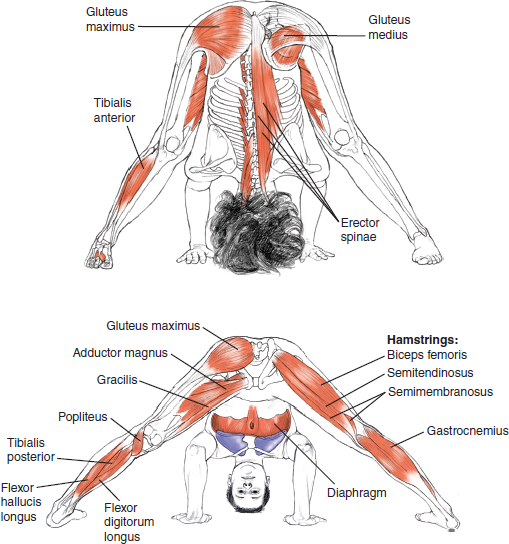 Gluteus
maximus
Gluteus
medius
Tibialis
anterior
Erector
spinae
Gluteus maximus
Adductor magnus
Gracilis
Popliteus
Tibialis
posterior
Flexor
hallucis
longus
Flexor
digitorum
longus
Hamstrings:
Biceps femoris
Semitendinosus
Semimembranosus
Gastrocnemius
Diaphragm